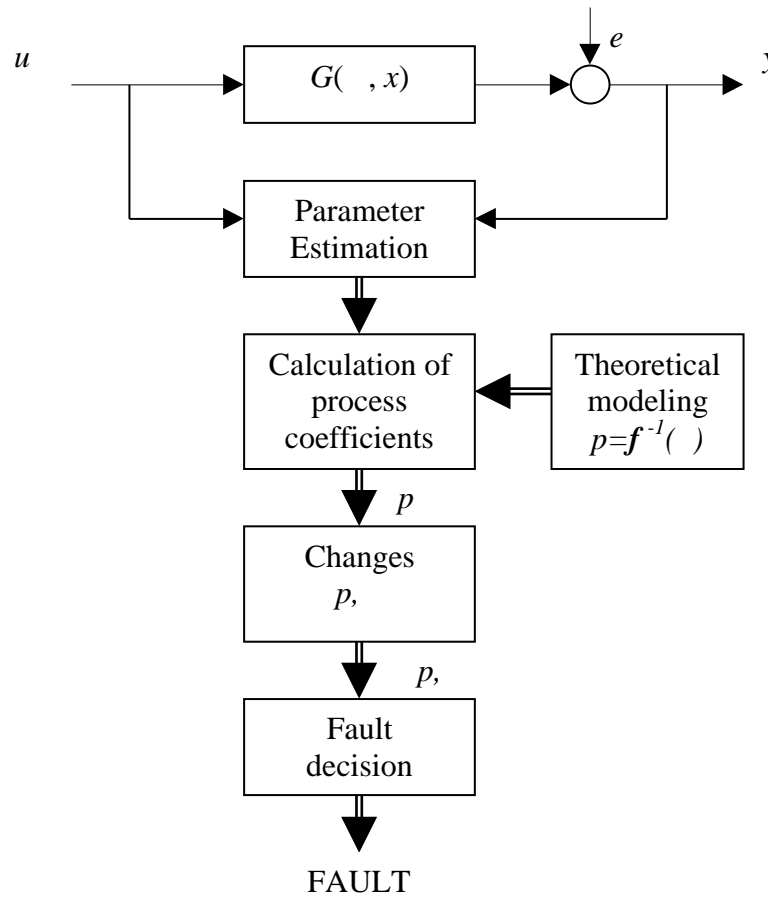 e
u
G( , x)
y
Parameter
Estimation
Calculation of
process
coefficients
Theoretical
modeling
p=f⁻¹( )
p
Changes
p,
p,
Fault
decision
FAULT